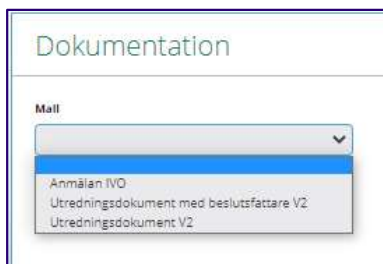 Dokumentation
Mall
Anmälan IVO
Utredningsdokument med beslutsfattare V2
Utredningsdokument V2